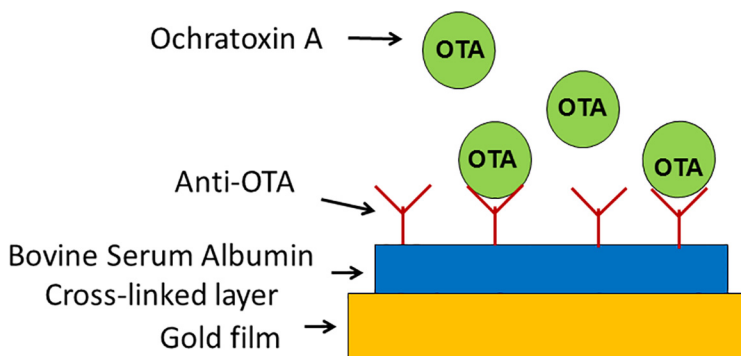 Ochratoxin A
OTA
OTA
OTA
OTA
Anti-OTA
Bovine Serum Albumin
Cross-linked layer
Gold film